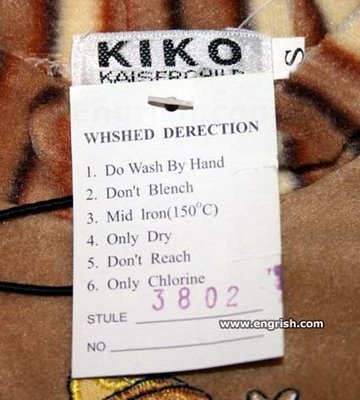 KIKO
KAISERCHILD
S
WHSHED DERECTION
1. Do Wash By Hand
2. Don't Blench
3. Mid Iron(150°C)
4. Only Dry
5. Don't Reach
6. Only Chlorine
3802
STULE
www.engrish.com
NO